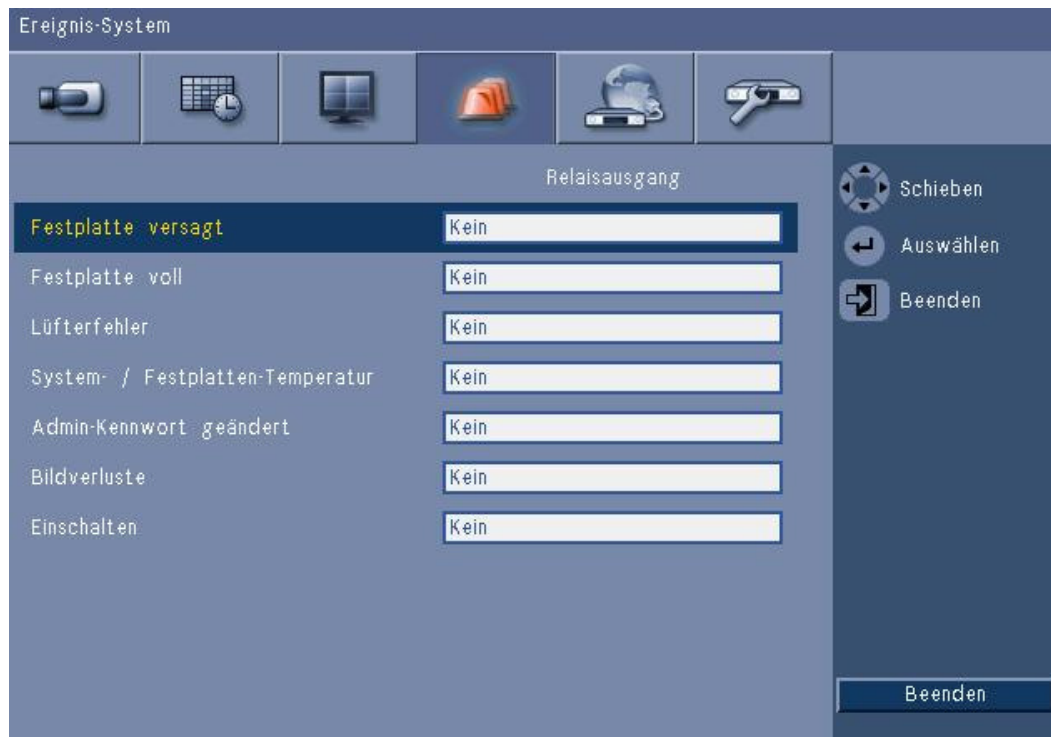 Ereignis-System
Relaisausgang
Festplatte versagt Kein
Festplatte voll Kein
Lüfterfehler Kein
System- / Festplatten-Temperatur Kein
Admin-Kennwort geändert Kein
Bildverluste Kein
Einschalten Kein
Schieben
Auswählen
Beenden
Beenden